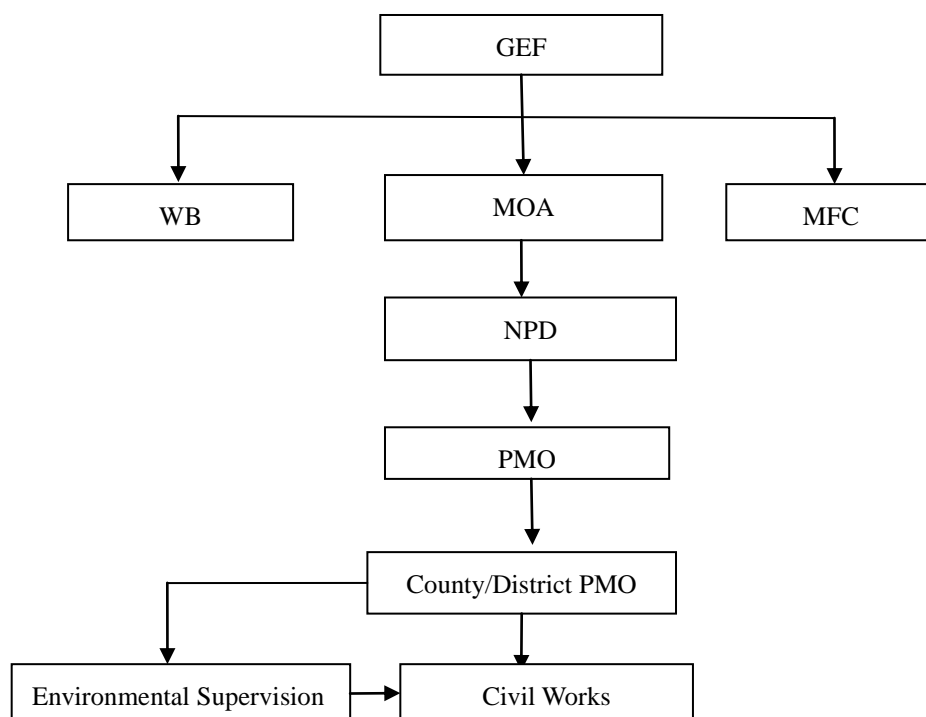 GEF
WB
MOA
MFC
NPD
PMO
County/District PMO
Environmental Supervision
Civil Works